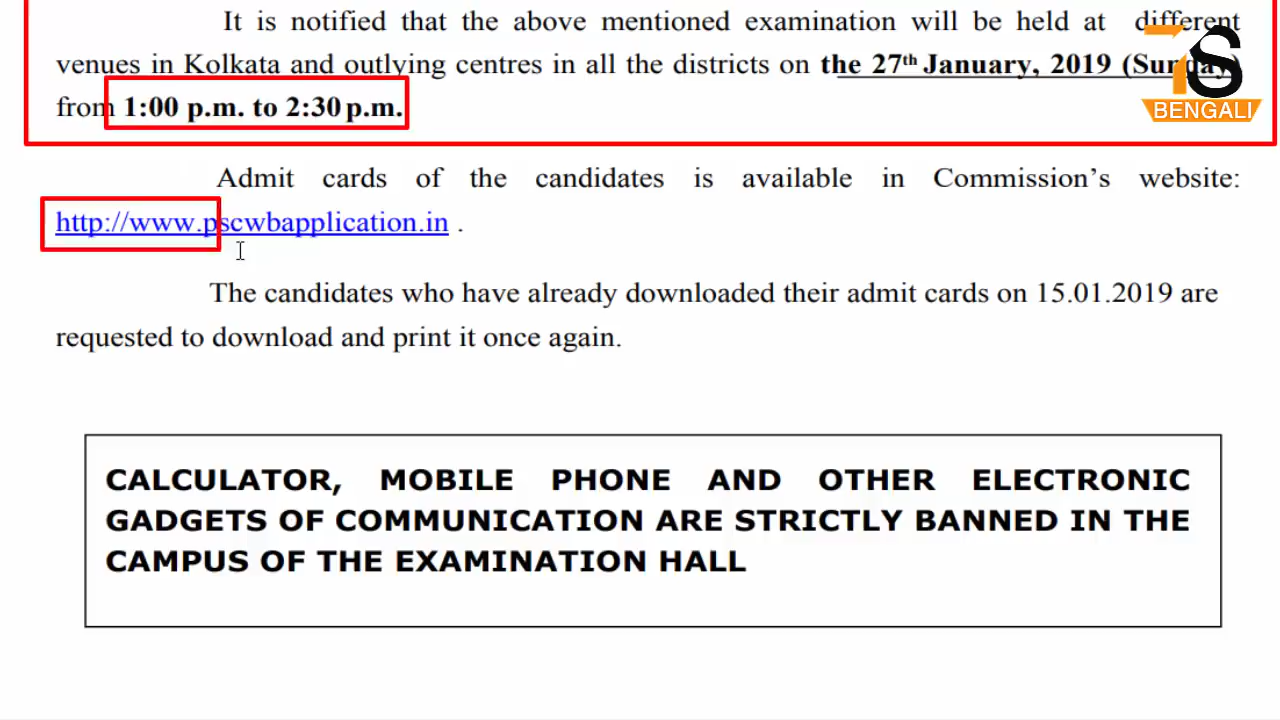 It is notified that the above mentioned examination will be held at different
venues in Kolkata and outlying centres in all the districts on the 27th January, 2019 (Sunday)
from 1:00 p.m. to 2:30 p.m.
7S
BENGALI
Admit cards of the candidates is available in Commission’s website:
http://www.pscwbapplication.in .
The candidates who have already downloaded their admit cards on 15.01.2019 are
requested to download and print it once again.
CALCULATOR, MOBILE PHONE AND OTHER ELECTRONIC
GADGETS OF COMMUNICATION ARE STRICTLY BANNED IN THE
CAMPUS OF THE EXAMINATION HALL